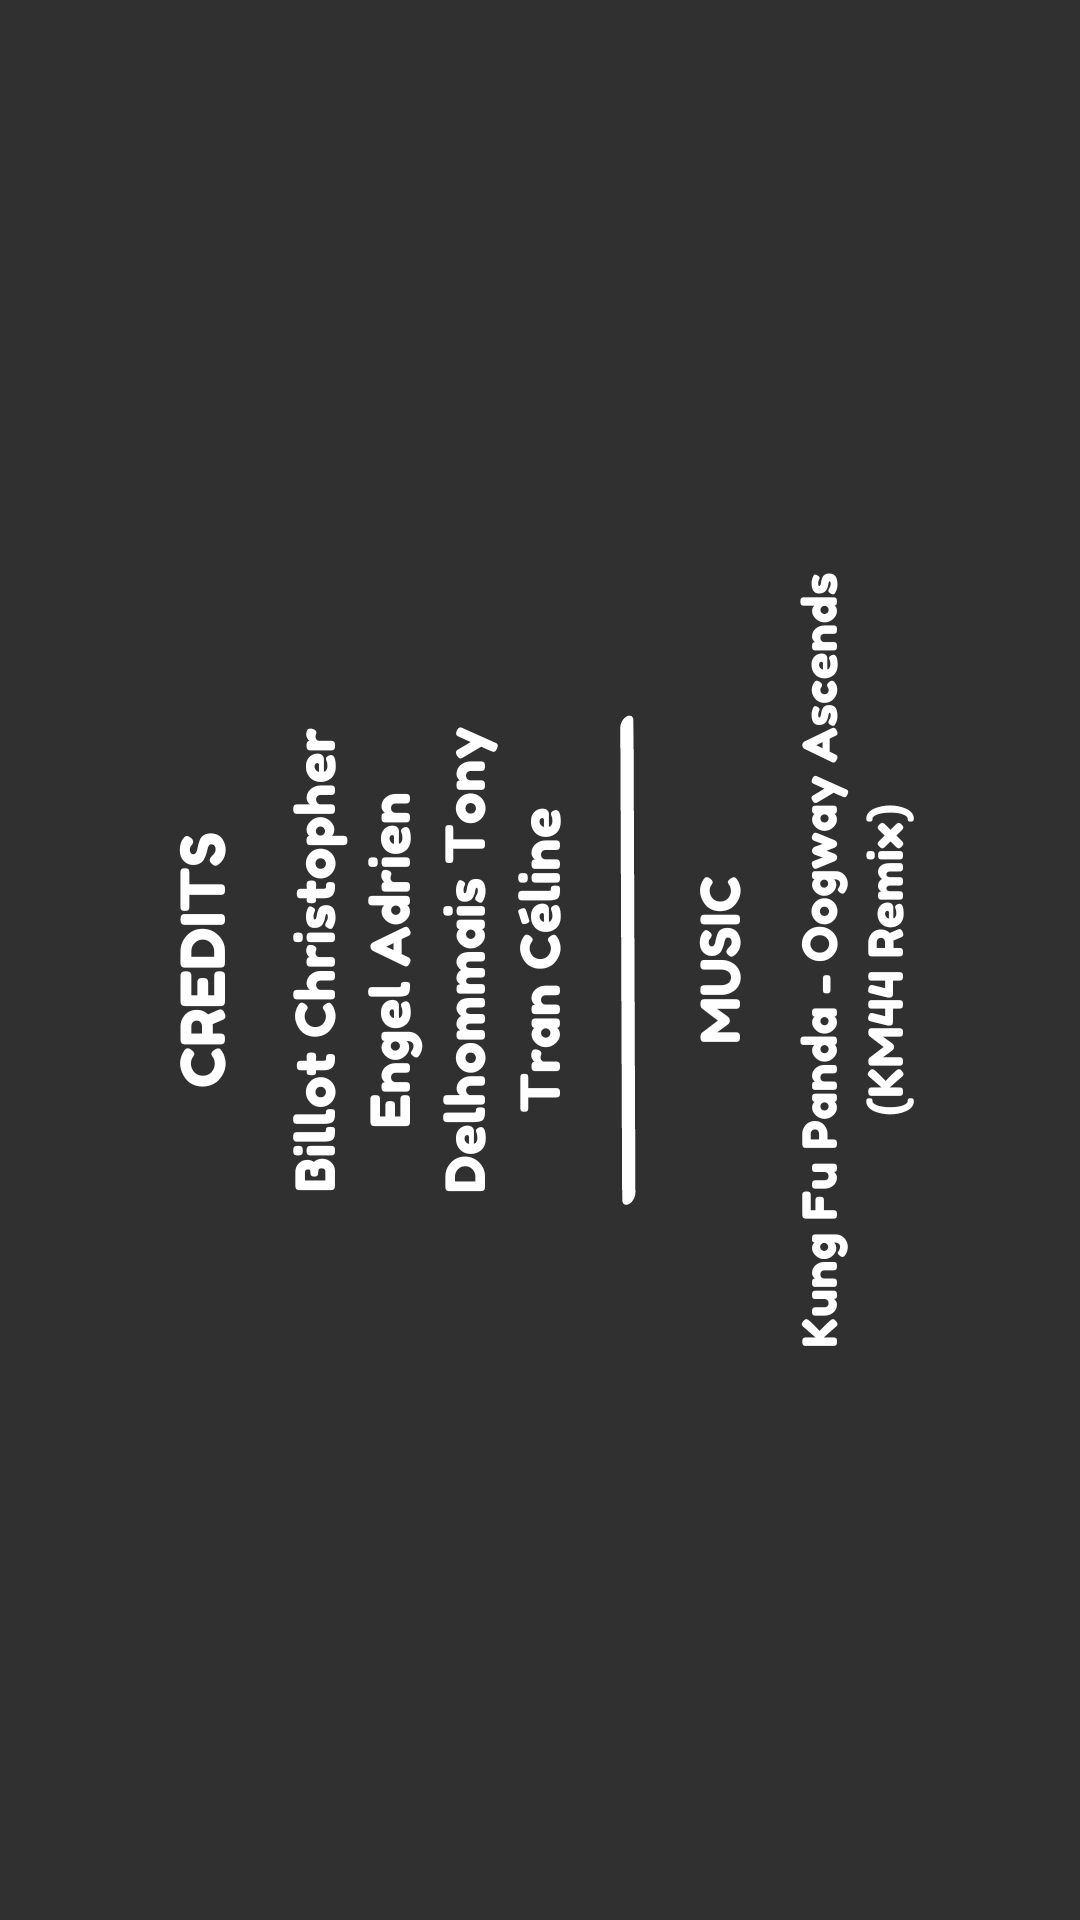 CREDITS
Billot Christopher
Engel Adrien
Delhommais Tony
Tran Céline
MUSIC
Kung Fu Panda - Oogway Ascends
(KM44 Remix)